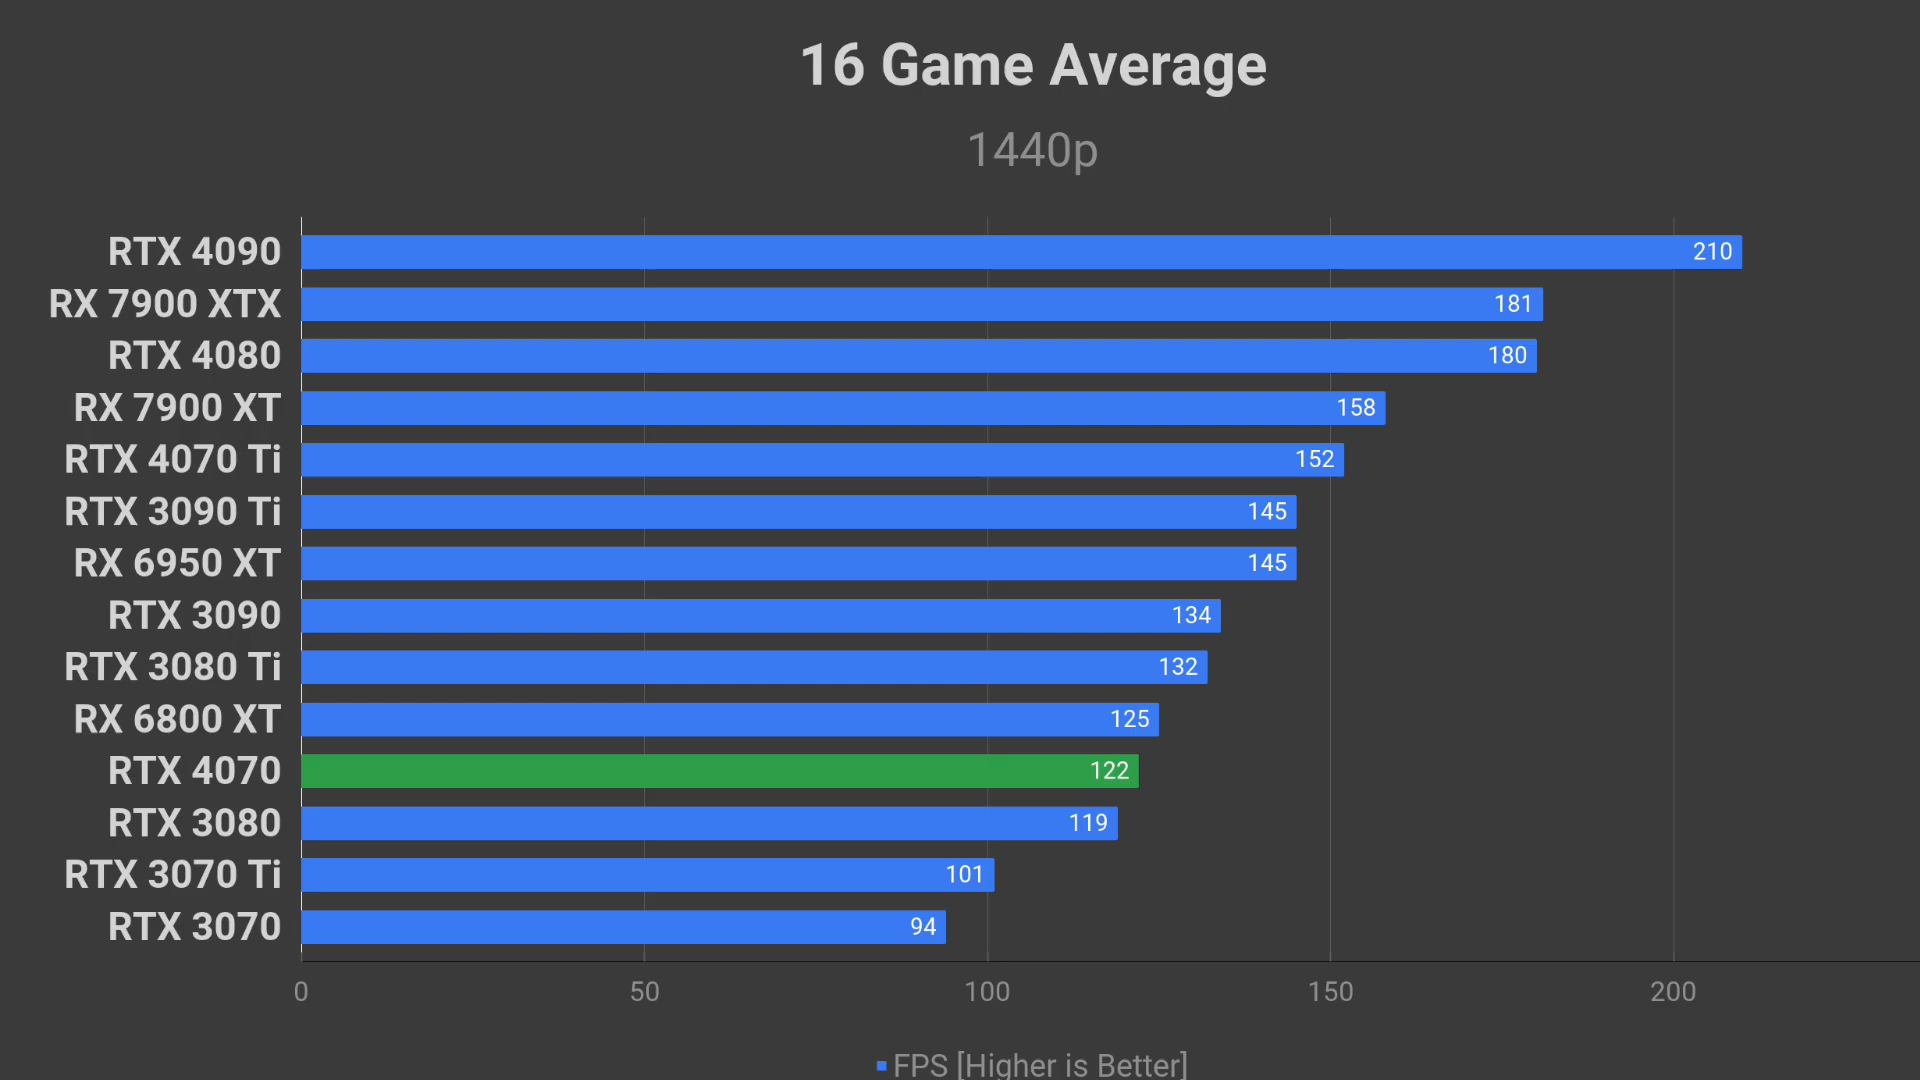 16 Game Average
1440p
RTX 4090 210
RX 7900 XTX 181
RTX 4080 180
RX 7900 XT 158
RTX 4070 Ti 152
RTX 3090 Ti 145
RX 6950 XT 145
RTX 3090 134
RTX 3080 Ti 132
RX 6800 XT 125
RTX 4070 122
RTX 3080 119
RTX 3070 Ti 101
RTX 3070 94
0 50 100 150 200
FPS [Higher is Better]